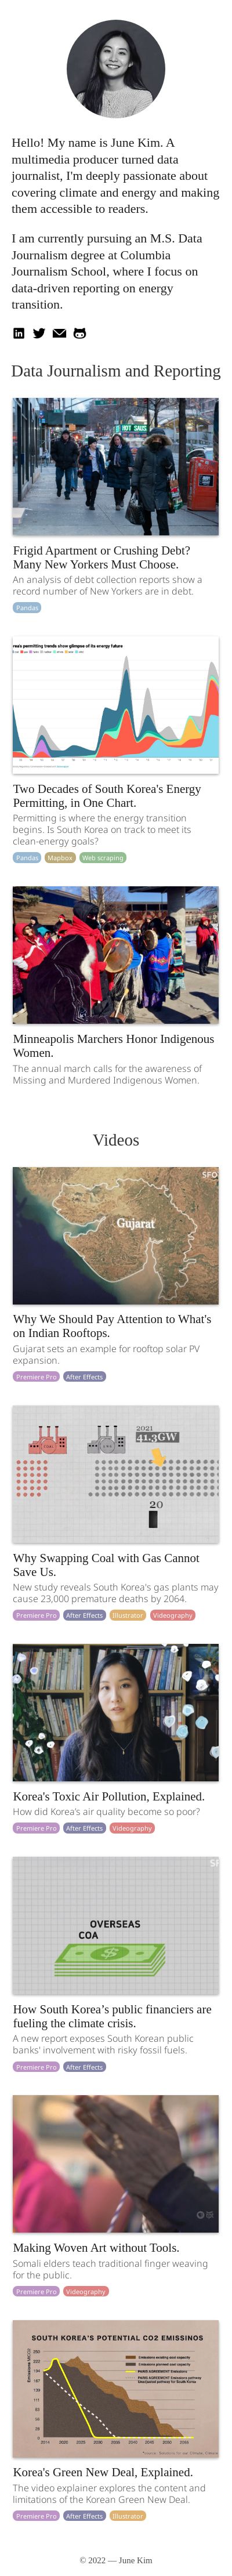 Hello! My name is June Kim. A
multimedia producer turned data
journalist, I'm deeply passionate about
covering climate and energy and making
them accessible to readers.
I am currently pursuing an M.S. Data
Journalism degree at Columbia
Journalism School, where I focus on
data-driven reporting on energy
transition.
in
Data Journalism and Reporting
HOT SALDS
Frigid Apartment or Crushing Debt?
Many New Yorkers Must Choose.
An analysis of debt collection reports show a
record number of New Yorkers are in debt.
Pandas
rea's permitting trends show glimpse of its energy future
Two Decades of South Korea's Energy
Permitting, in One Chart.
Permitting is where the energy transition
begins. Is South Korea on track to meet its
clean-energy goals?
Pandas Mapbox Web scraping
Minneapolis Marchers Honor Indigenous
Women.
The annual march calls for the awareness of
Missing and Murdered Indigenous Women.
Videos
SFO
Gujarat
Why We Should Pay Attention to What's
on Indian Rooftops.
Gujarat sets an example for rooftop solar PV
expansion.
Premiere Pro After Effects
2021
41.3GW
20
Why Swapping Coal with Gas Cannot
Save Us.
New study reveals South Korea's gas plants may
cause 23,000 premature deaths by 2064.
Premiere Pro After Effects Illustrator Videography
Korea's Toxic Air Pollution, Explained.
How did Korea's air quality become so poor?
Premiere Pro After Effects Videography
SF
OVERSEAS
COA
How South Korea’s public financiers are
fueling the climate crisis.
A new report exposes South Korean public
banks' involvement with risky fossil fuels.
Premiere Pro After Effects
Making Woven Art without Tools.
Somali elders teach traditional finger weaving
for the public.
Premiere Pro Videography
SOUTH KOREA'S POTENTIAL CO2 EMISSINOS
Korea's Green New Deal, Explained.
The video explainer explores the content and
limitations of the Korean Green New Deal.
Premiere Pro After Effects Illustrator
© 2022 — June Kim